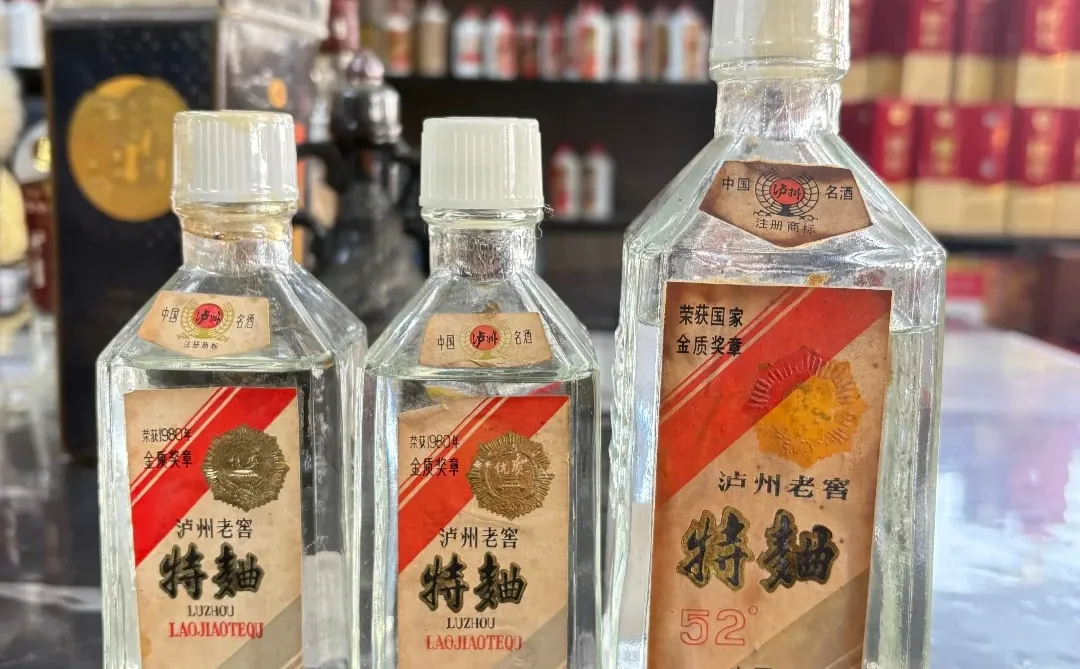 中国 泸州 名酒
注册商标
荣获1980年
金质奖章
泸州老窖
特麯
LUZHOU
LAOJIAOTEQU
中国 泸州 名酒
荣获1980年
金质奖章
优质
泸州老窖
特麯
LUZHOU
LAOJIAOTEQU
中国 泸州 名酒
注册商标
荣获国家
金质奖章
泸州老窖
特麯
52°